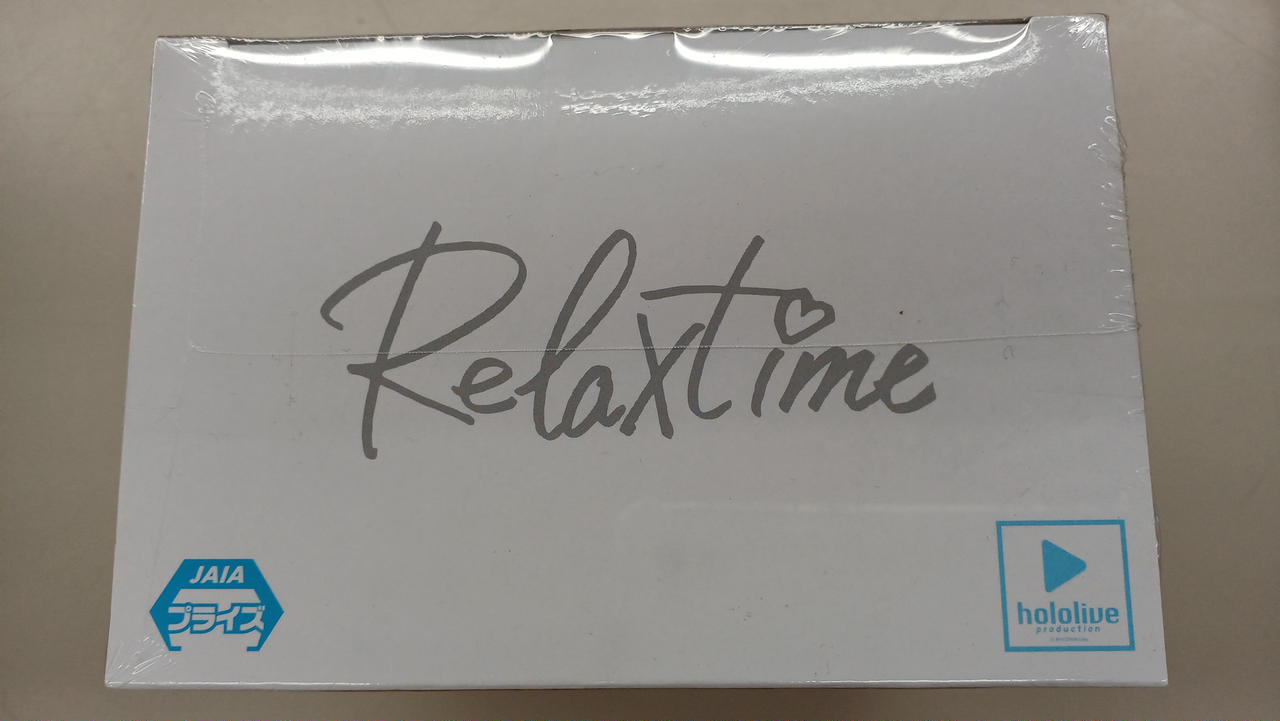 Relaxtime
JAIA
プライズ
hololive
production